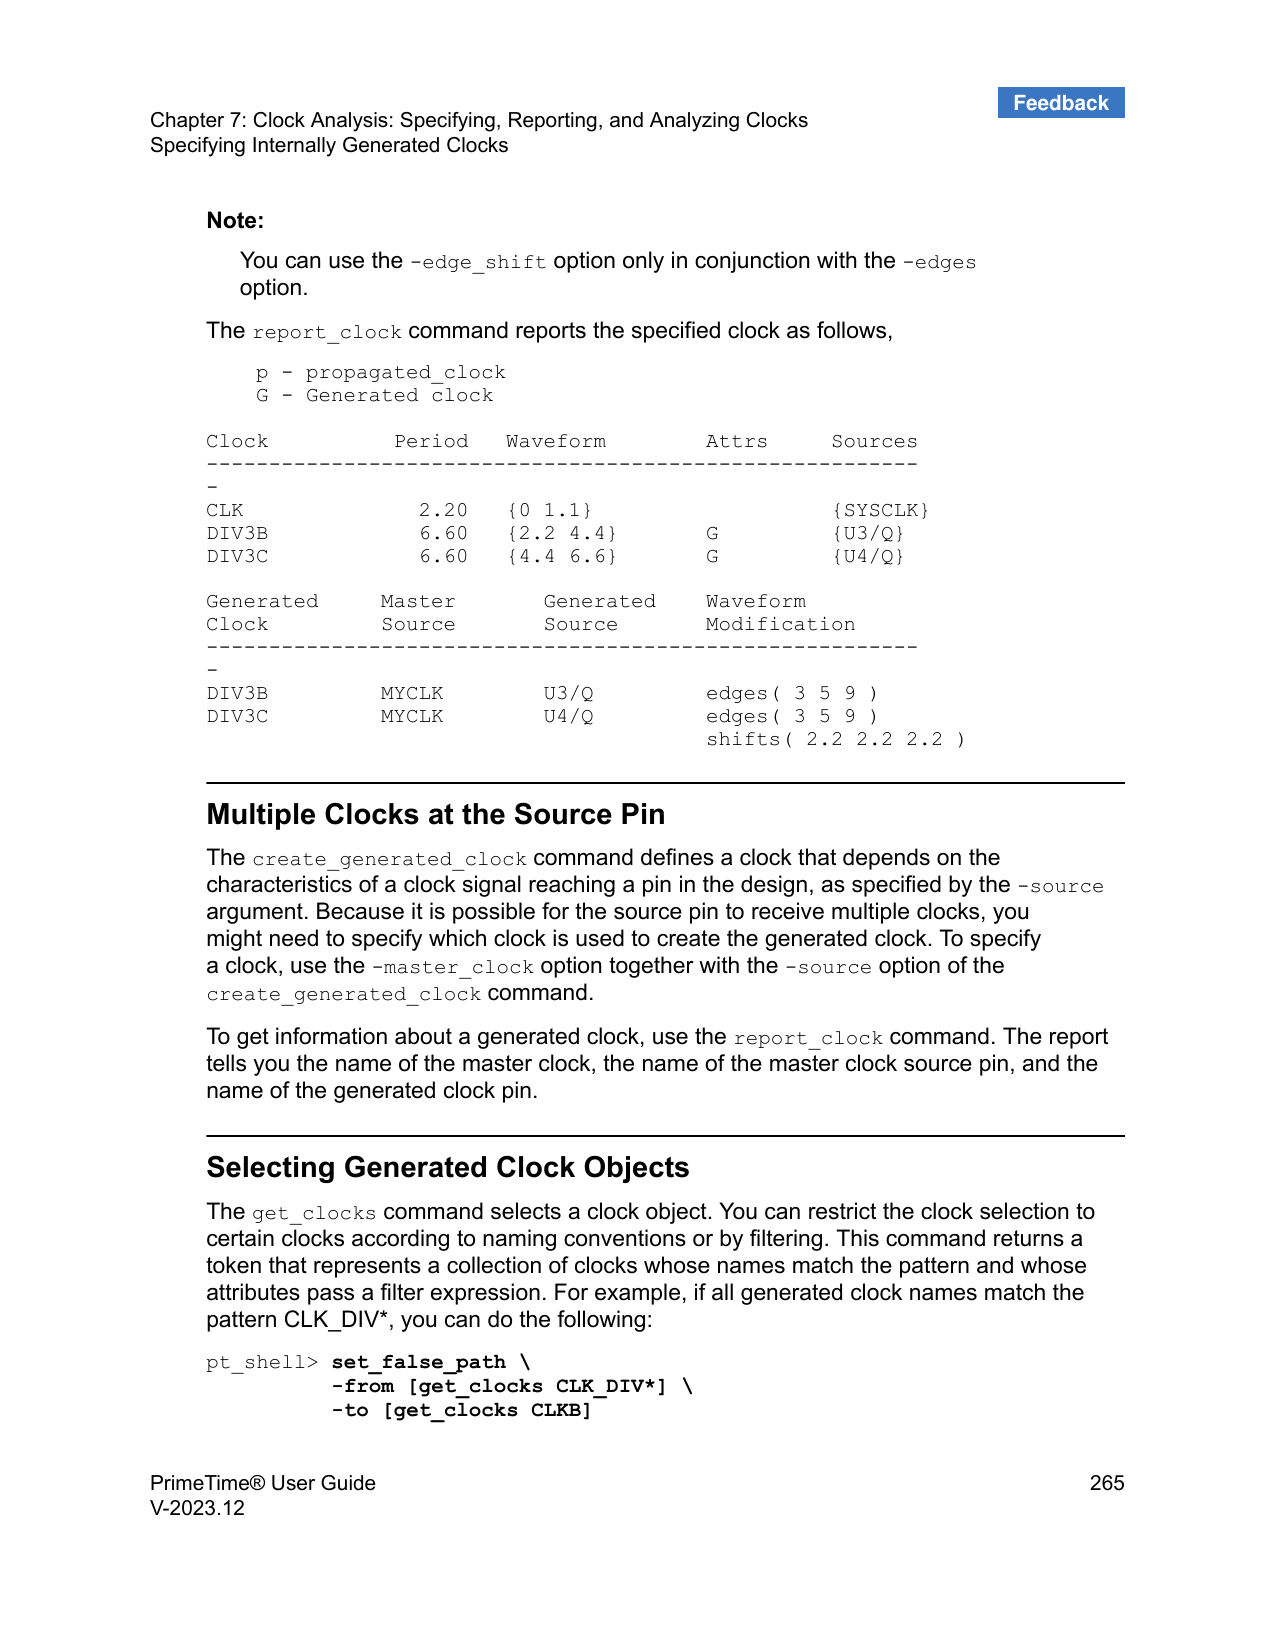 Feedback
Chapter 7: Clock Analysis: Specifying, Reporting, and Analyzing Clocks
Specifying Internally Generated Clocks
Note:
You can use the -edge_shift option only in conjunction with the -edges
option.
The report_clock command reports the specified clock as follows,
    p - propagated_clock
    G - Generated clock
Clock          Period   Waveform        Attrs     Sources
---------------------------------------------------------
-
CLK              2.20   {0 1.1}                   {SYSCLK}
DIV3B            6.60   {2.2 4.4}       G         {U3/Q}
DIV3C            6.60   {4.4 6.6}       G         {U4/Q}
Generated     Master       Generated    Waveform
Clock         Source       Source       Modification
---------------------------------------------------------
-
DIV3B         MYCLK        U3/Q         edges( 3 5 9 )
DIV3C         MYCLK        U4/Q         edges( 3 5 9 )
                                        shifts( 2.2 2.2 2.2 )
Multiple Clocks at the Source Pin
The create_generated_clock command defines a clock that depends on the
characteristics of a clock signal reaching a pin in the design, as specified by the -source
argument. Because it is possible for the source pin to receive multiple clocks, you
might need to specify which clock is used to create the generated clock. To specify
a clock, use the -master_clock option together with the -source option of the
create_generated_clock command.
To get information about a generated clock, use the report_clock command. The report
tells you the name of the master clock, the name of the master clock source pin, and the
name of the generated clock pin.
Selecting Generated Clock Objects
The get_clocks command selects a clock object. You can restrict the clock selection to
certain clocks according to naming conventions or by filtering. This command returns a
token that represents a collection of clocks whose names match the pattern and whose
attributes pass a filter expression. For example, if all generated clock names match the
pattern CLK_DIV*, you can do the following:
pt_shell> set_false_path \
          -from [get_clocks CLK_DIV*] \
          -to [get_clocks CLKB]
PrimeTime® User Guide 265
V-2023.12